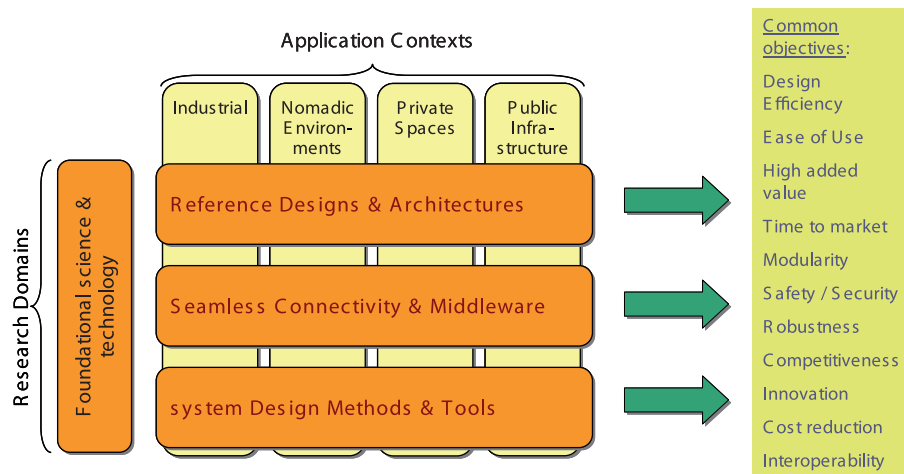 Application Contexts
Industrial
Nomadic
Environ-
ments
Private
Spaces
Public
Infra-
structure
Research Domains
Foundational science &
technology
Reference Designs & Architectures
Seamless Connectivity & Middleware
system Design Methods & Tools
Common
objectives:
Design
Efficiency
Ease of Use
High added
value
Time to market
Modularity
Safety / Security
Robustness
Competitiveness
Innovation
Cost reduction
Interoperability